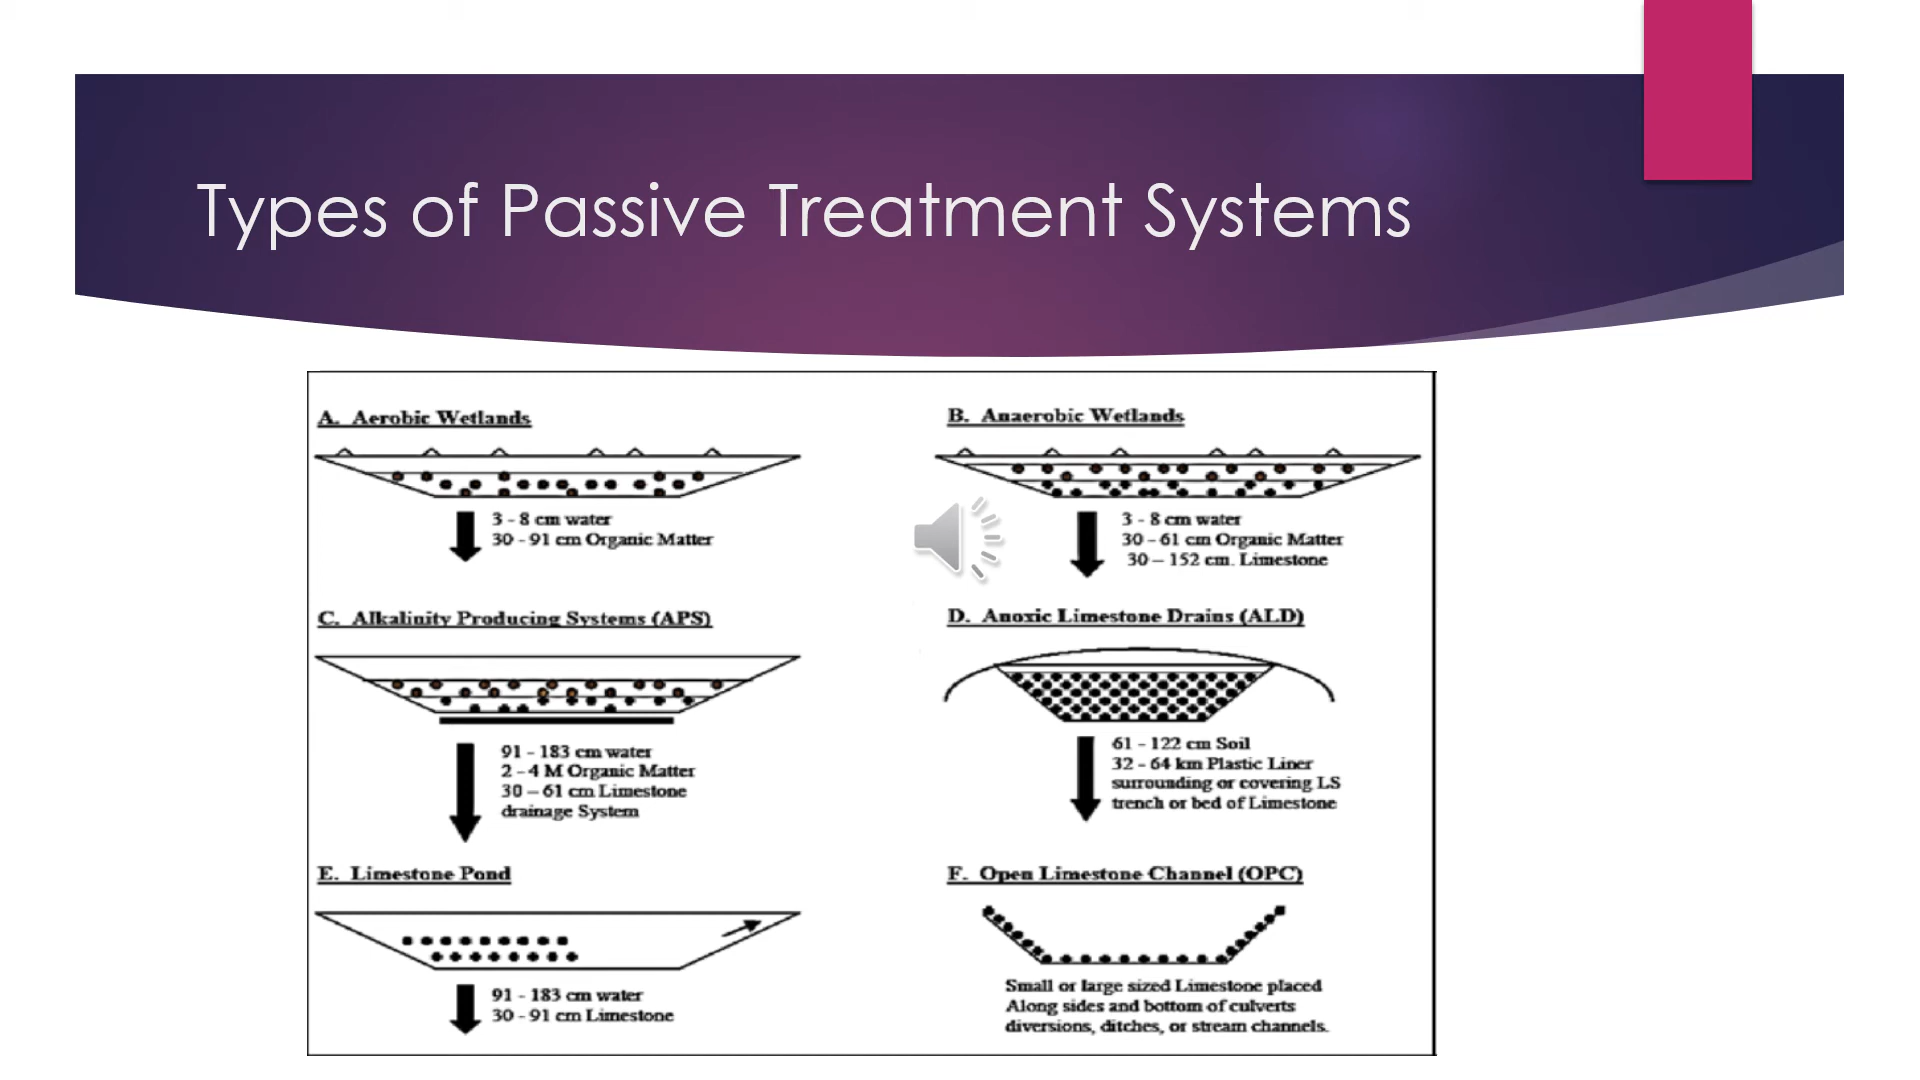 Types of Passive Treatment Systems
A. Aerobic Wetlands
3 - 8 cm water
30 - 91 cm Organic Matter
B. Anaerobic Wetlands
3 - 8 cm water
30 - 61 cm Organic Matter
30 – 152 cm. Limestone
C. Alkalinity Producing Systems (APS)
91 - 183 cm water
2 - 4 M Organic Matter
30 – 61 cm Limestone
drainage System
D. Anoxic Limestone Drains (ALD)
61 - 122 cm Soil
32 - 64 km Plastic Liner
surrounding or covering LS
trench or bed of Limestone
E. Limestone Pond
91 - 183 cm water
30 - 91 cm Limestone
F. Open Limestone Channel (OPC)
Small or large sized Limestone placed
Along sides and bottom of culverts
diversions, ditches, or stream channels.